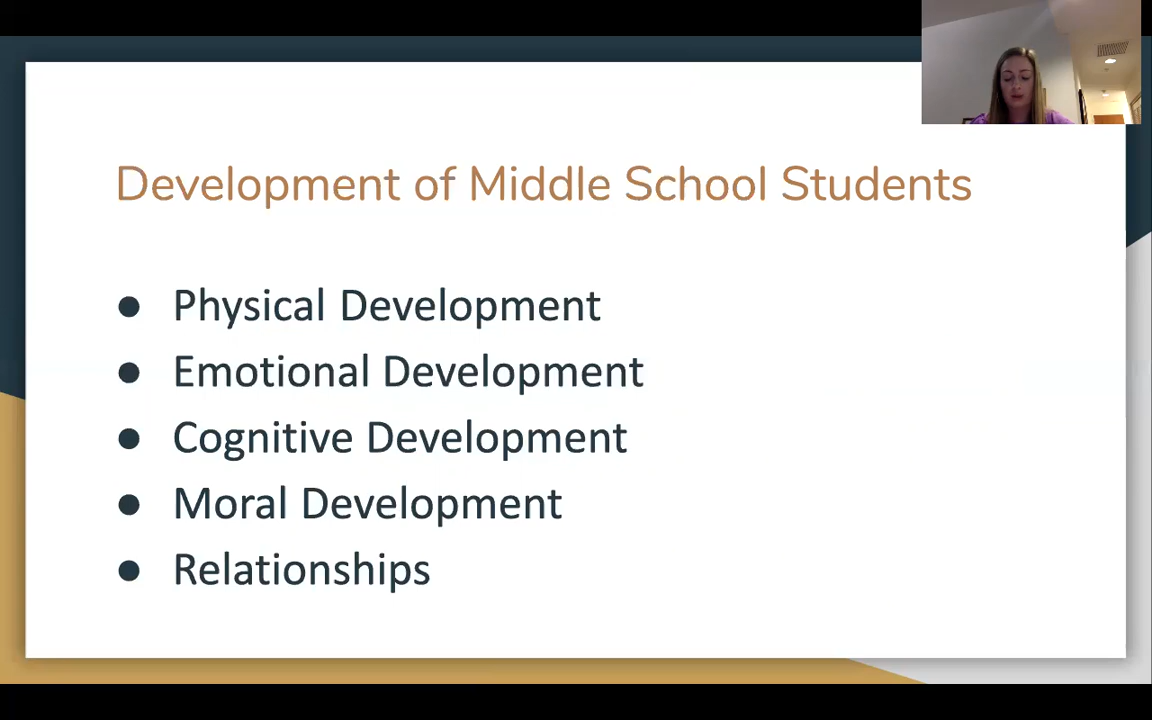 Development of Middle School Students
● Physical Development
● Emotional Development
● Cognitive Development
● Moral Development
● Relationships